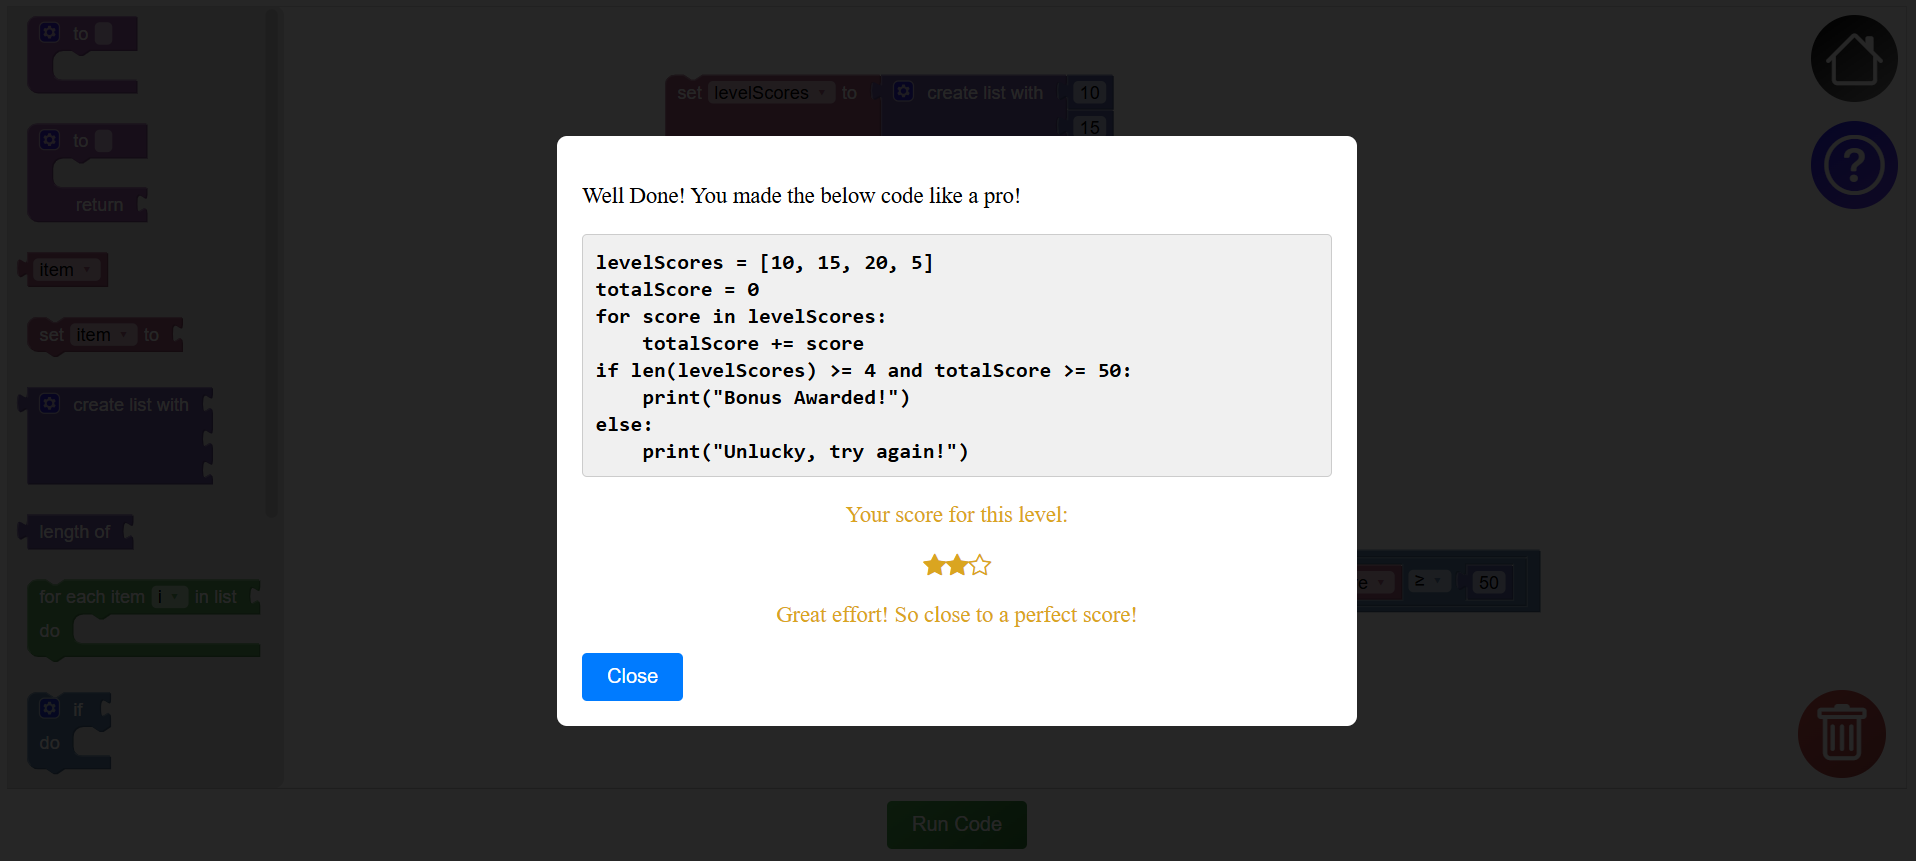 to
to
return
item
set item to
create list with
length of
for each item i in list
do
if
do
set levelScores to create list with 10
15
Well Done! You made the below code like a pro!
levelScores = [10, 15, 20, 5]
totalScore = 0
for score in levelScores:
    totalScore += score
if len(levelScores) >= 4 and totalScore >= 50:
    print("Bonus Awarded!")
else:
    print("Unlucky, try again!")
Your score for this level:
Great effort! So close to a perfect score!
Close
e ≥ 50
?
Run Code